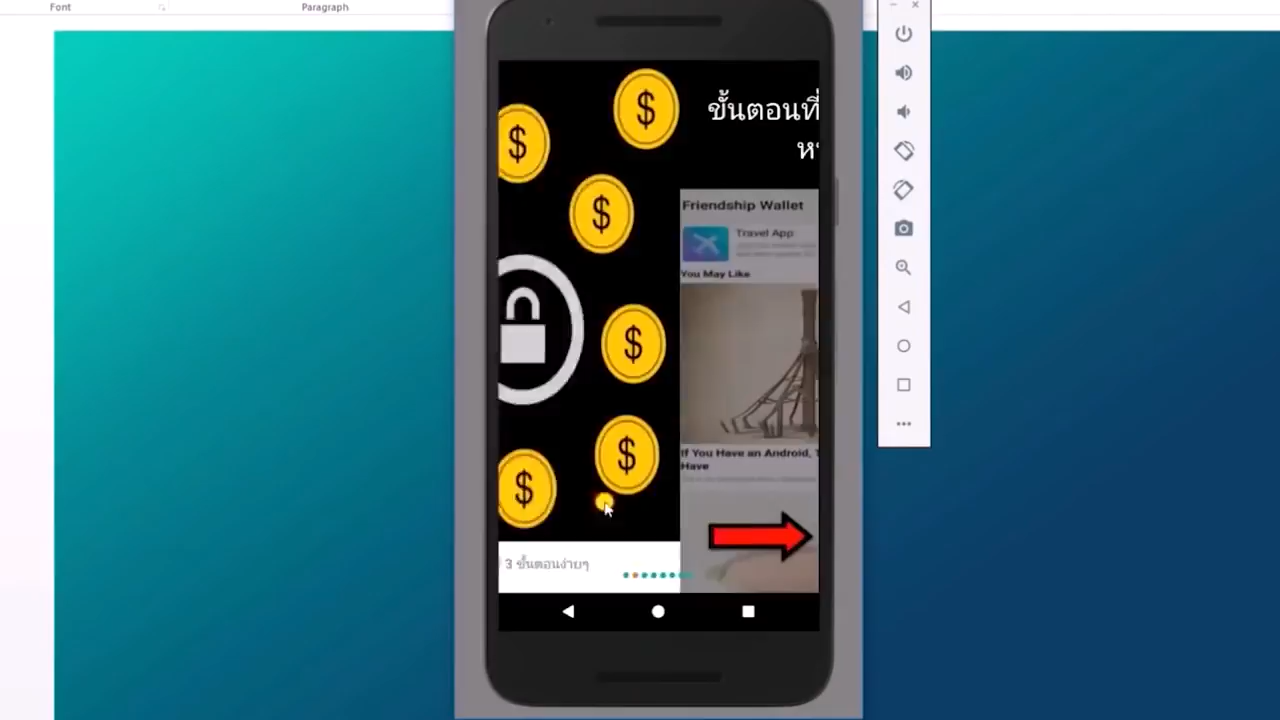 Font
Paragraph
$
$
ขั้นตอนที่
$
Friendship Wallet
Travel App
You May Like
$
$
If You Have an Android,
Have
$
3 ขั้นตอนง่ายๆ